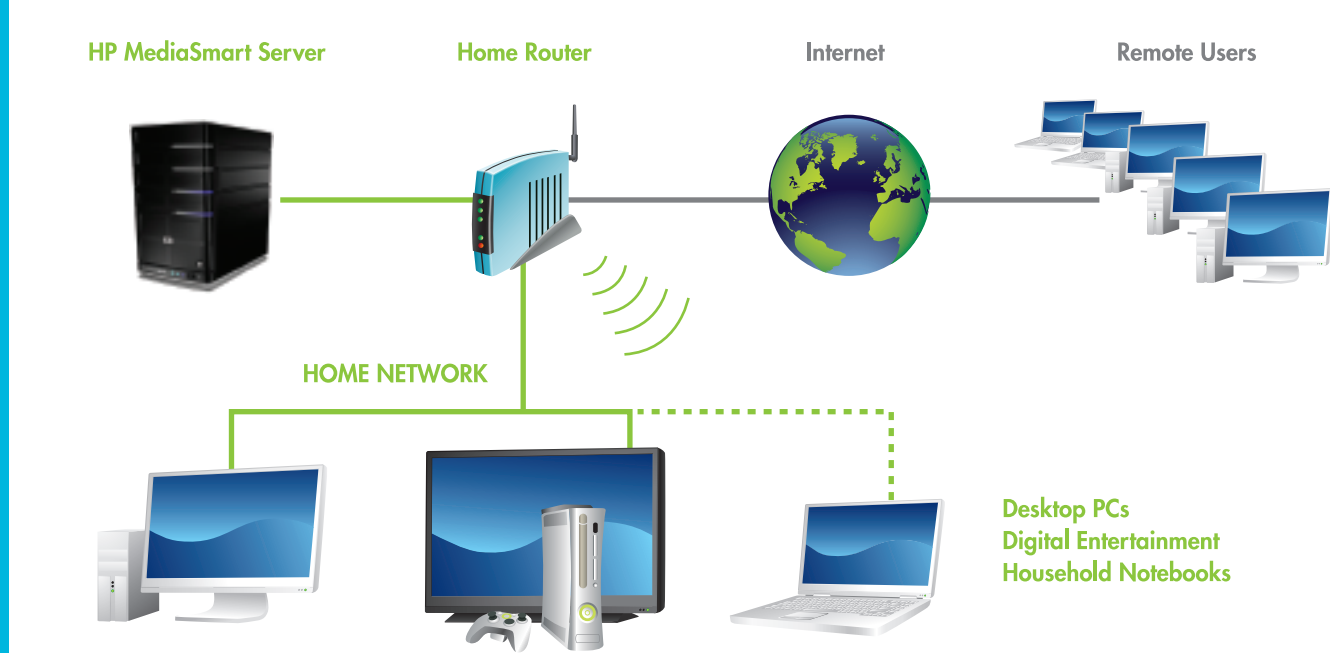 HP MediaSmart Server
Home Router
Internet
Remote Users
HOME NETWORK
Desktop PCs
Digital Entertainment
Household Notebooks